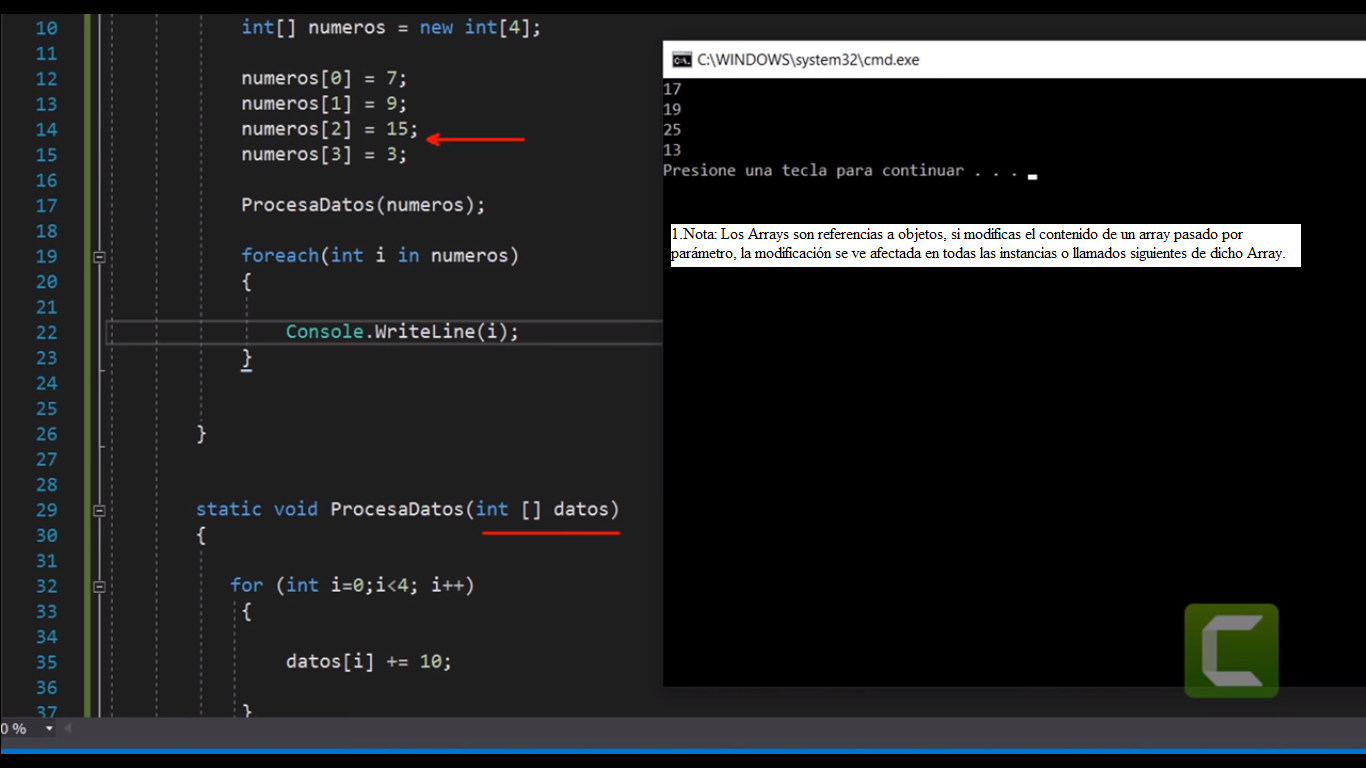 10 int[] numeros = new int[4];
11
12 numeros[0] = 7;
13 numeros[1] = 9;
14 numeros[2] = 15;
15 numeros[3] = 3;
16
17 ProcesaDatos(numeros);
18
19 foreach(int i in numeros)
20 {
21
22 Console.WriteLine(i);
23 }
24
25
26 }
27
28
29 static void ProcesaDatos(int [] datos)
30 {
31
32 for (int i=0;i<4; i++)
33 {
34
35 datos[i] += 10;
36
37 }
0 %
C:\WINDOWS\system32\cmd.exe
17
19
25
13
Presione una tecla para continuar . . .
1.Nota: Los Arrays son referencias a objetos, si modificas el contenido de un array pasado por
parámetro, la modificación se ve afectada en todas las instancias o llamados siguientes de dicho Array.